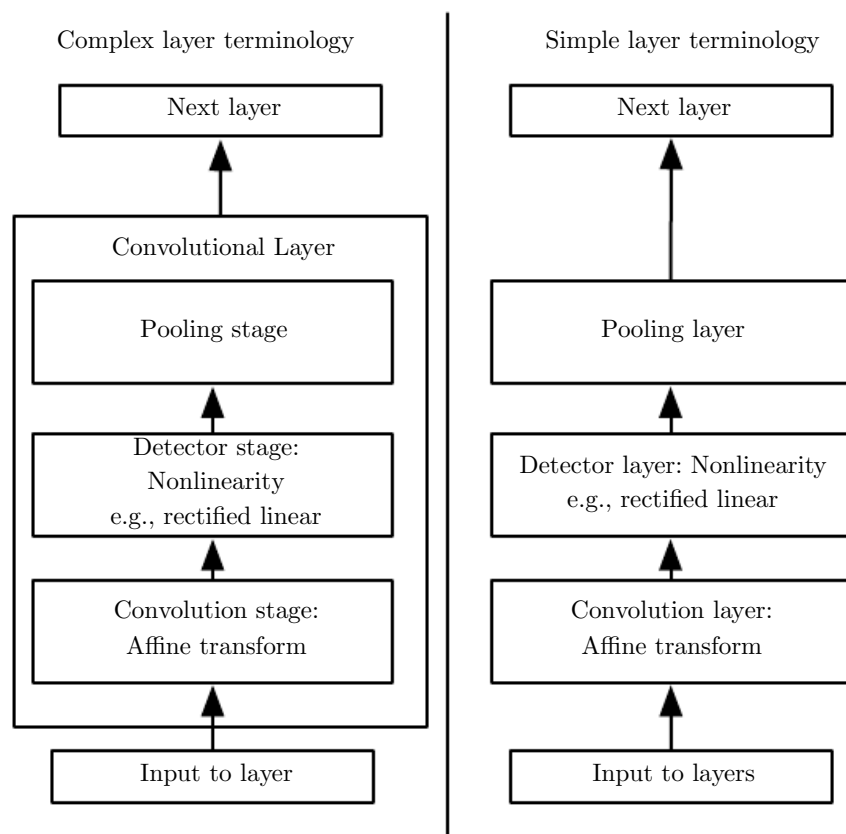 Complex layer terminology
Next layer
Convolutional Layer
Pooling stage
Detector stage:
Nonlinearity
e.g., rectified linear
Convolution stage:
Affine transform
Input to layer
Simple layer terminology
Next layer
Pooling layer
Detector layer: Nonlinearity
e.g., rectified linear
Convolution layer:
Affine transform
Input to layers